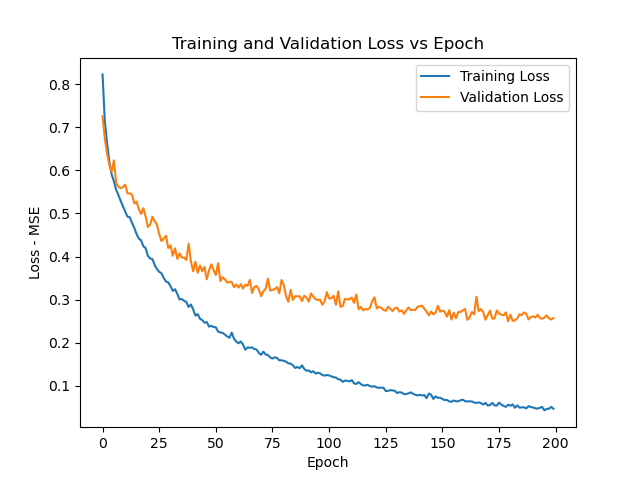 Training and Validation Loss vs Epoch
Training Loss
Validation Loss
0.8
0.7
0.6
0.5
0.4
0.3
0.2
0.1
Loss - MSE
0 25 50 75 100 125 150 175 200
Epoch